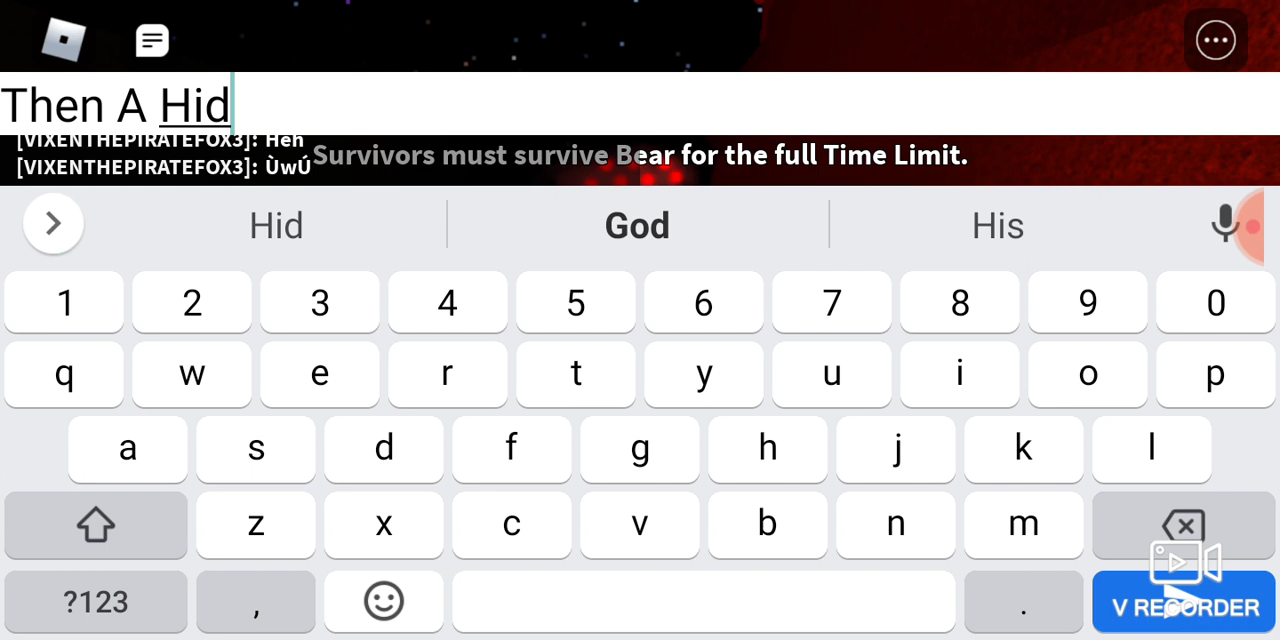 Then A Hid
[VIXENTHEPIRATEFOX3]: Heh
[VIXENTHEPIRATEFOX3]: ÙwÚ
Survivors must survive Bear for the full Time Limit.
Hid God His
1 2 3 4 5 6 7 8 9 0
q w e r t y u i o p
a s d f g h j k l
z x c v b n m
?123 , .
V RECORDER